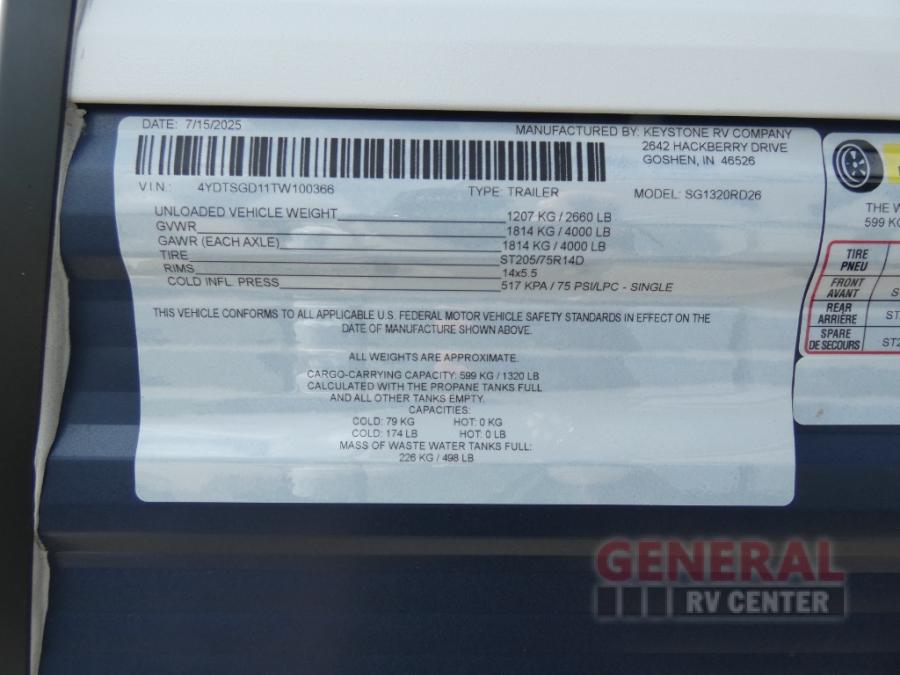 DATE: 7/15/2025
MANUFACTURED BY: KEYSTONE RV COMPANY
2642 HACKBERRY DRIVE
GOSHEN, IN 46526
VIN: 4YDTSGD11TW100366 TYPE: TRAILER MODEL: SG1320RD26
UNLOADED VEHICLE WEIGHT 1207 KG / 2660 LB
GVWR 1814 KG / 4000 LB
GAWR (EACH AXLE) 1814 KG / 4000 LB
TIRE ST205/75R14D
RIMS 14x5.5
COLD INFL. PRESS 517 KPA / 75 PSI/LPC - SINGLE
THIS VEHICLE CONFORMS TO ALL APPLICABLE U.S. FEDERAL MOTOR VEHICLE SAFETY STANDARDS IN EFFECT ON THE
DATE OF MANUFACTURE SHOWN ABOVE.
ALL WEIGHTS ARE APPROXIMATE.
CARGO-CARRYING CAPACITY: 599 KG / 1320 LB
CALCULATED WITH THE PROPANE TANKS FULL
AND ALL OTHER TANKS EMPTY.
CAPACITIES:
COLD: 79 KG HOT: 0 KG
COLD: 174 LB HOT: 0 LB
MASS OF WASTE WATER TANKS FULL:
226 KG / 498 LB
THE W
599 KG
TIRE
PNEU
FRONT
AVANT
REAR
ARRIÈRE ST
SPARE
DE SECOURS ST2
GENERAL
RV CENTER